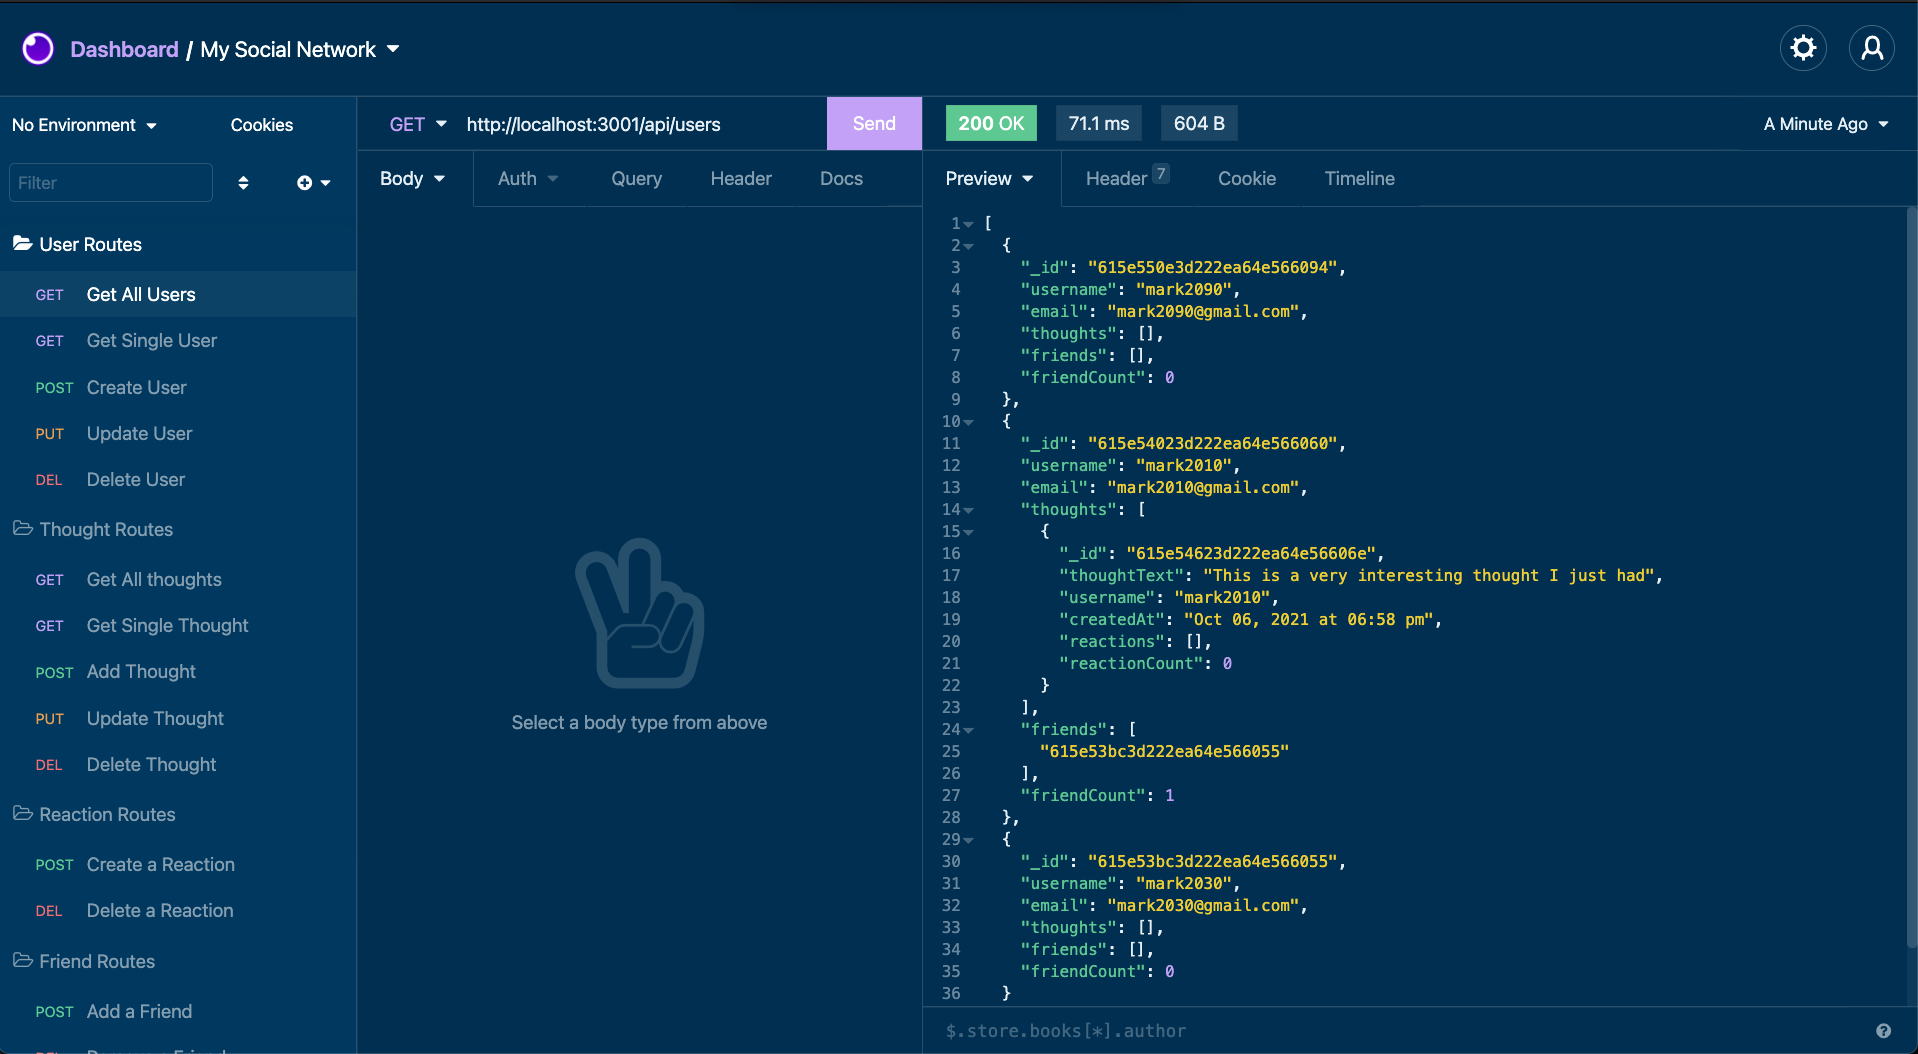 Dashboard / My Social Network
No Environment
Cookies
Filter
User Routes
GET Get All Users
GET Get Single User
POST Create User
PUT Update User
DEL Delete User
Thought Routes
GET Get All thoughts
GET Get Single Thought
POST Add Thought
PUT Update Thought
DEL Delete Thought
Reaction Routes
POST Create a Reaction
DEL Delete a Reaction
Friend Routes
POST Add a Friend
GET http://localhost:3001/api/users Send
Body Auth Query Header Docs
Select a body type from above
200 OK 71.1 ms 604 B A Minute Ago
Preview Header 7 Cookie Timeline
1 [
2 {
3 "_id": "615e550e3d222ea64e566094",
4 "username": "mark2090",
5 "email": "mark2090@gmail.com",
6 "thoughts": [],
7 "friends": [],
8 "friendCount": 0
9 },
10 {
11 "_id": "615e54023d222ea64e566060",
12 "username": "mark2010",
13 "email": "mark2010@gmail.com",
14 "thoughts": [
15 {
16 "_id": "615e54623d222ea64e56606e",
17 "thoughtText": "This is a very interesting thought I just had",
18 "username": "mark2010",
19 "createdAt": "Oct 06, 2021 at 06:58 pm",
20 "reactions": [],
21 "reactionCount": 0
22 }
23 ],
24 "friends": [
25 "615e53bc3d222ea64e566055"
26 ],
27 "friendCount": 1
28 },
29 {
30 "_id": "615e53bc3d222ea64e566055",
31 "username": "mark2030",
32 "email": "mark2030@gmail.com",
33 "thoughts": [],
34 "friends": [],
35 "friendCount": 0
36 }
$.store.books[*].author